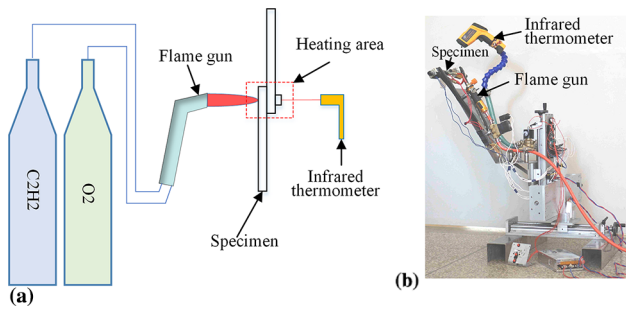 (a)
Flame gun
Heating area
C2H2
O2
Infrared
thermometer
Specimen
(b)
Infrared
thermometer
Specimen
Flame gun